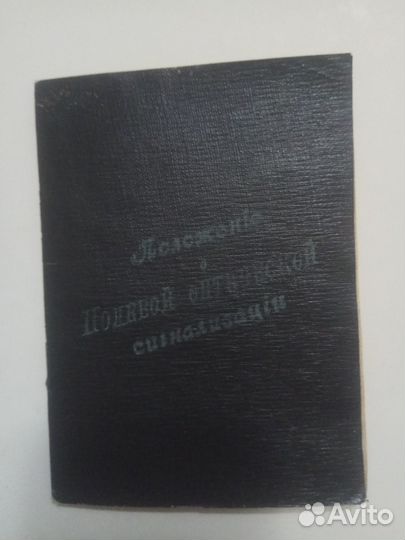 Положеніе
о
Полевой оптической
сигнализаціи
Avito